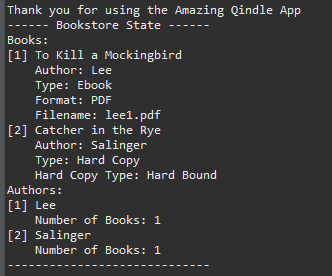 Thank you for using the Amazing Qindle App
------ Bookstore State ------
Books:
[1] To Kill a Mockingbird
    Author: Lee
    Type: Ebook
    Format: PDF
    Filename: lee1.pdf
[2] Catcher in the Rye
    Author: Salinger
    Type: Hard Copy
    Hard Copy Type: Hard Bound
Authors:
[1] Lee
    Number of Books: 1
[2] Salinger
    Number of Books: 1
-----------------------------